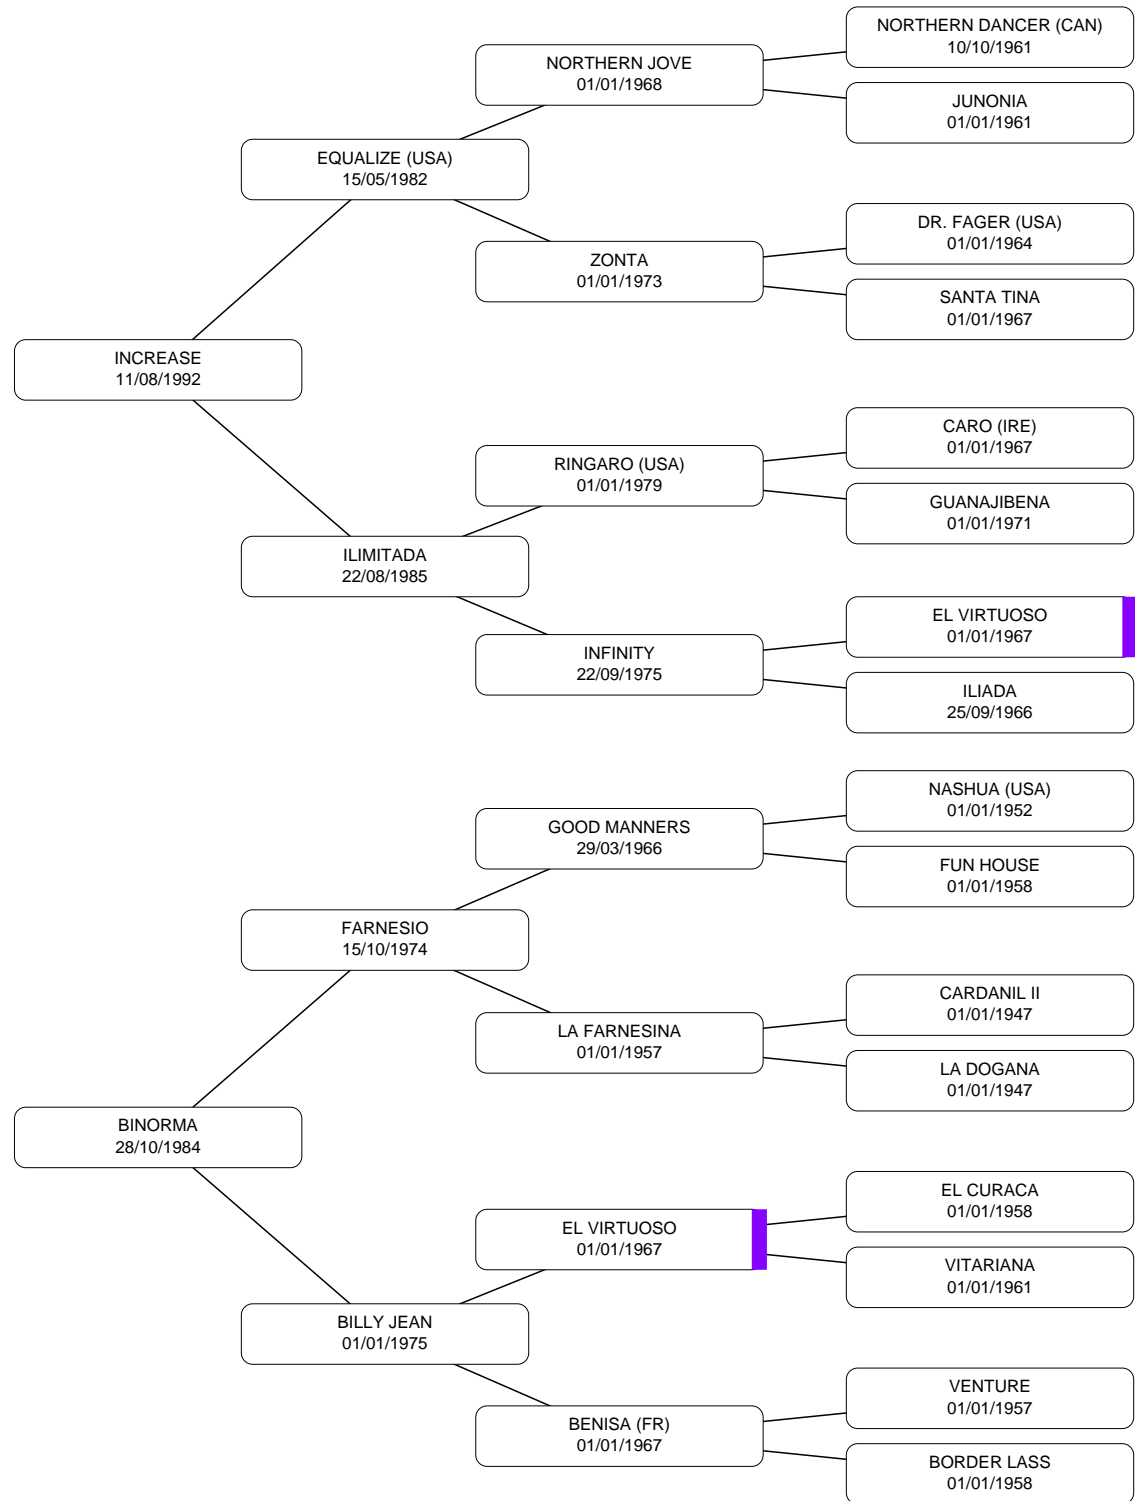 NORTHERN DANCER (CAN)
10/10/1961
NORTHERN JOVE
01/01/1968
JUNONIA
01/01/1961
EQUALIZE (USA)
15/05/1982
DR. FAGER (USA)
01/01/1964
ZONTA
01/01/1973
SANTA TINA
01/01/1967
INCREASE
11/08/1992
CARO (IRE)
01/01/1967
RINGARO (USA)
01/01/1979
GUANAJIBENA
01/01/1971
ILIMITADA
22/08/1985
EL VIRTUOSO
01/01/1967
INFINITY
22/09/1975
ILIADA
25/09/1966
NASHUA (USA)
01/01/1952
GOOD MANNERS
29/03/1966
FUN HOUSE
01/01/1958
FARNESIO
15/10/1974
CARDANIL II
01/01/1947
LA FARNESINA
01/01/1957
LA DOGANA
01/01/1947
BINORMA
28/10/1984
EL CURACA
01/01/1958
EL VIRTUOSO
01/01/1967
VITARIANA
01/01/1961
BILLY JEAN
01/01/1975
VENTURE
01/01/1957
BENISA (FR)
01/01/1967
BORDER LASS
01/01/1958